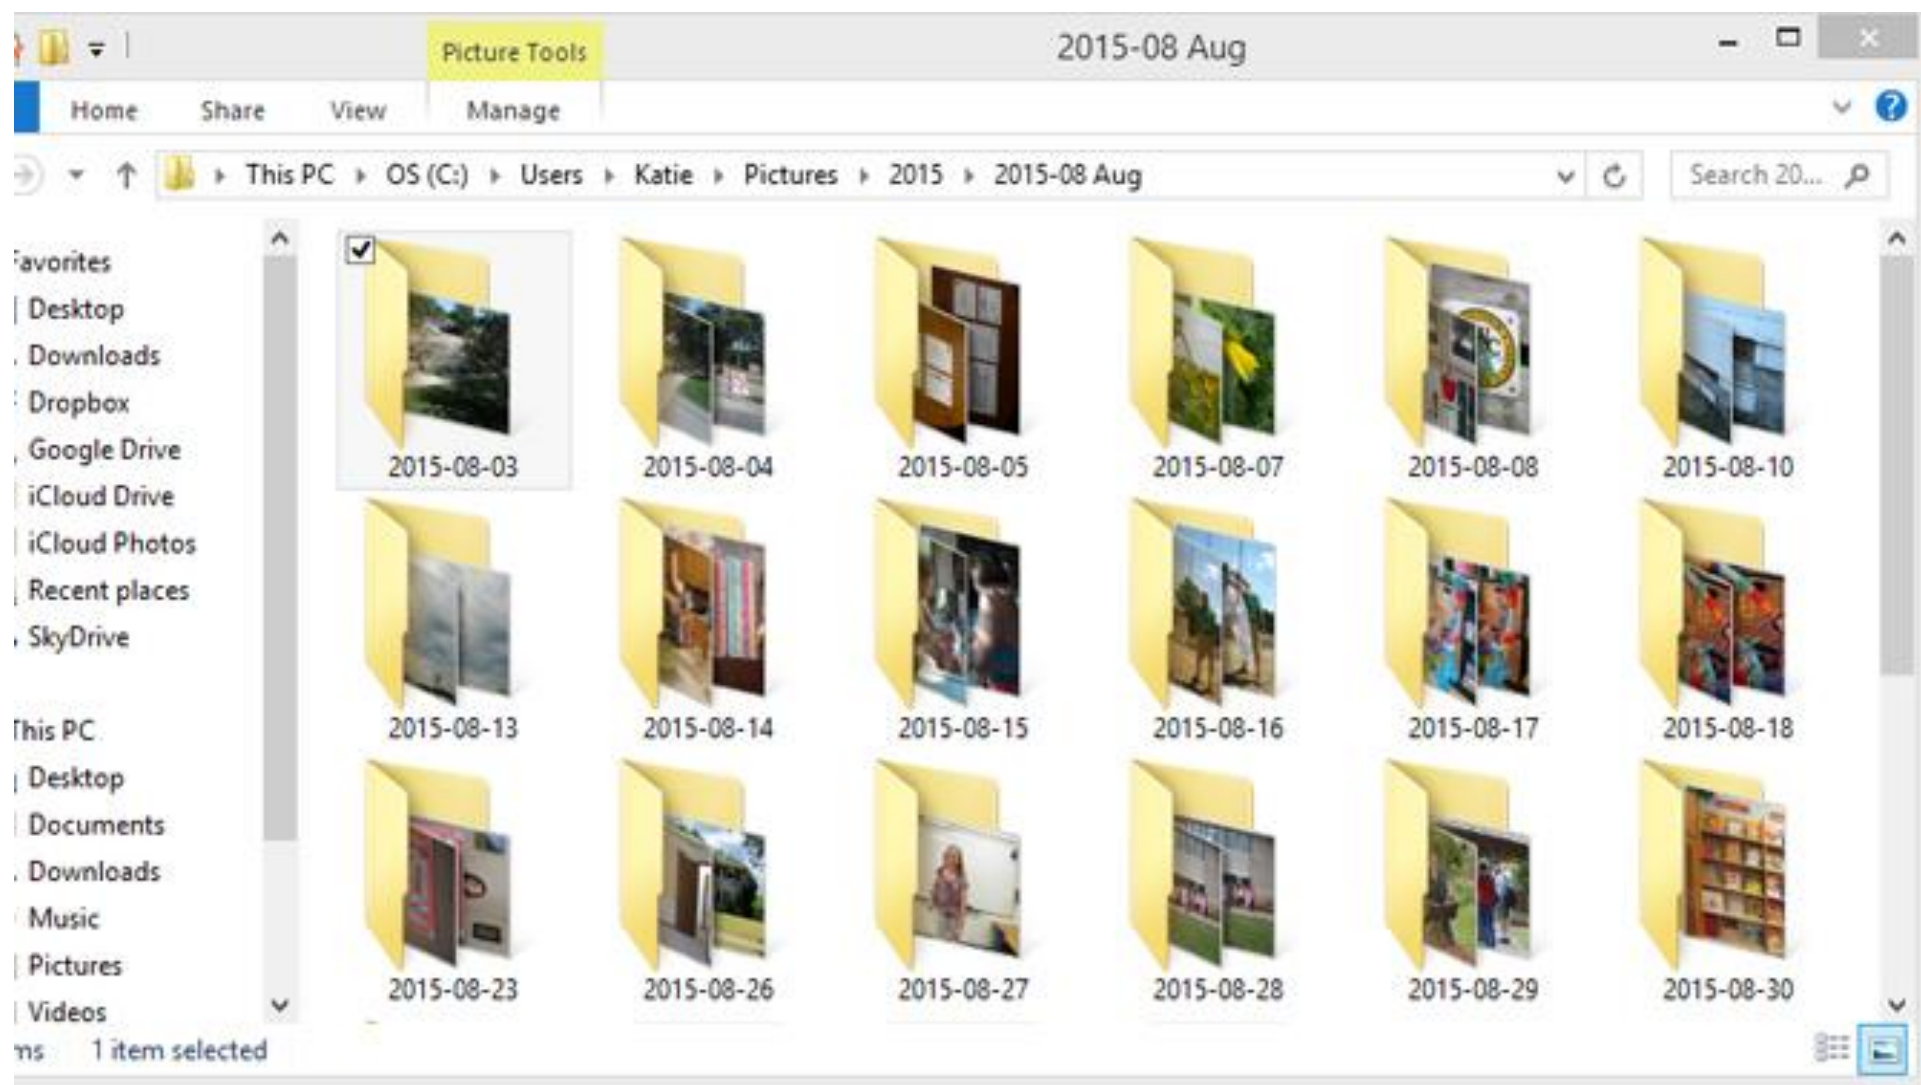 Picture Tools
2015-08 Aug
Home Share View Manage
This PC OS (C:) Users Katie Pictures 2015 2015-08 Aug
Search 20...
avorites
Desktop
Downloads
Dropbox
Google Drive
iCloud Drive
iCloud Photos
Recent places
SkyDrive
This PC
Desktop
Documents
Downloads
Music
Pictures
Videos
2015-08-03 2015-08-04 2015-08-05 2015-08-07 2015-08-08 2015-08-10
2015-08-13 2015-08-14 2015-08-15 2015-08-16 2015-08-17 2015-08-18
2015-08-23 2015-08-26 2015-08-27 2015-08-28 2015-08-29 2015-08-30
ms 1 item selected